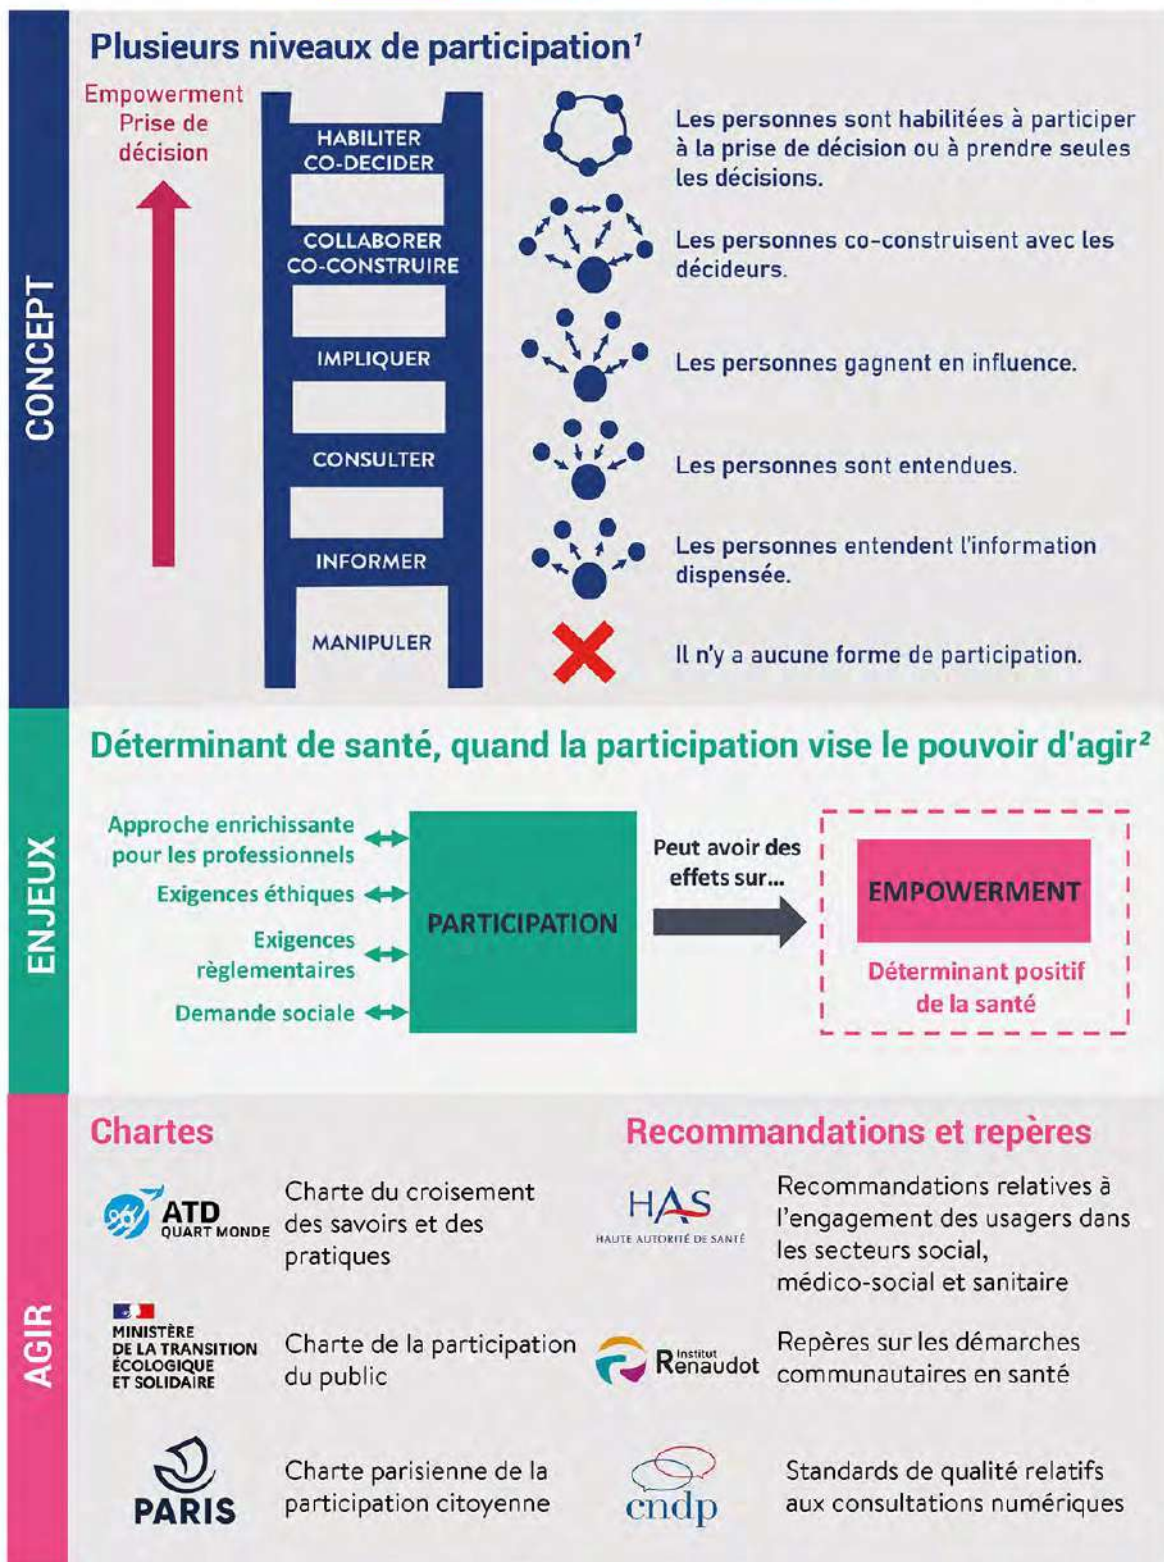 CONCEPT
Plusieurs niveaux de participation¹
Empowerment
Prise de
décision
HABILITER
CO-DECIDER
Les personnes sont habilitées à participer
à la prise de décision ou à prendre seules
les décisions.
COLLABORER
CO-CONSTRUIRE
Les personnes co-construisent avec les
décideurs.
IMPLIQUER
Les personnes gagnent en influence.
CONSULTER
Les personnes sont entendues.
INFORMER
Les personnes entendent l'information
dispensée.
MANIPULER
Il n'y a aucune forme de participation.
ENJEUX
Déterminant de santé, quand la participation vise le pouvoir d'agir²
Approche enrichissante
pour les professionnels
Exigences éthiques
Exigences
règlementaires
Demande sociale
PARTICIPATION
Peut avoir des
effets sur...
EMPOWERMENT
Déterminant positif
de la santé
AGIR
Chartes
ATD
QUART MONDE
Charte du croisement
des savoirs et des
pratiques
MINISTÈRE
DE LA TRANSITION
ÉCOLOGIQUE
ET SOLIDAIRE
Charte de la participation
du public
PARIS
Charte parisienne de la
participation citoyenne
Recommandations et repères
HAS
HAUTE AUTORITÉ DE SANTÉ
Recommandations relatives à
l'engagement des usagers dans
les secteurs social,
médico-social et sanitaire
Institut
Renaudot
Repères sur les démarches
communautaires en santé
cndp
Standards de qualité relatifs
aux consultations numériques